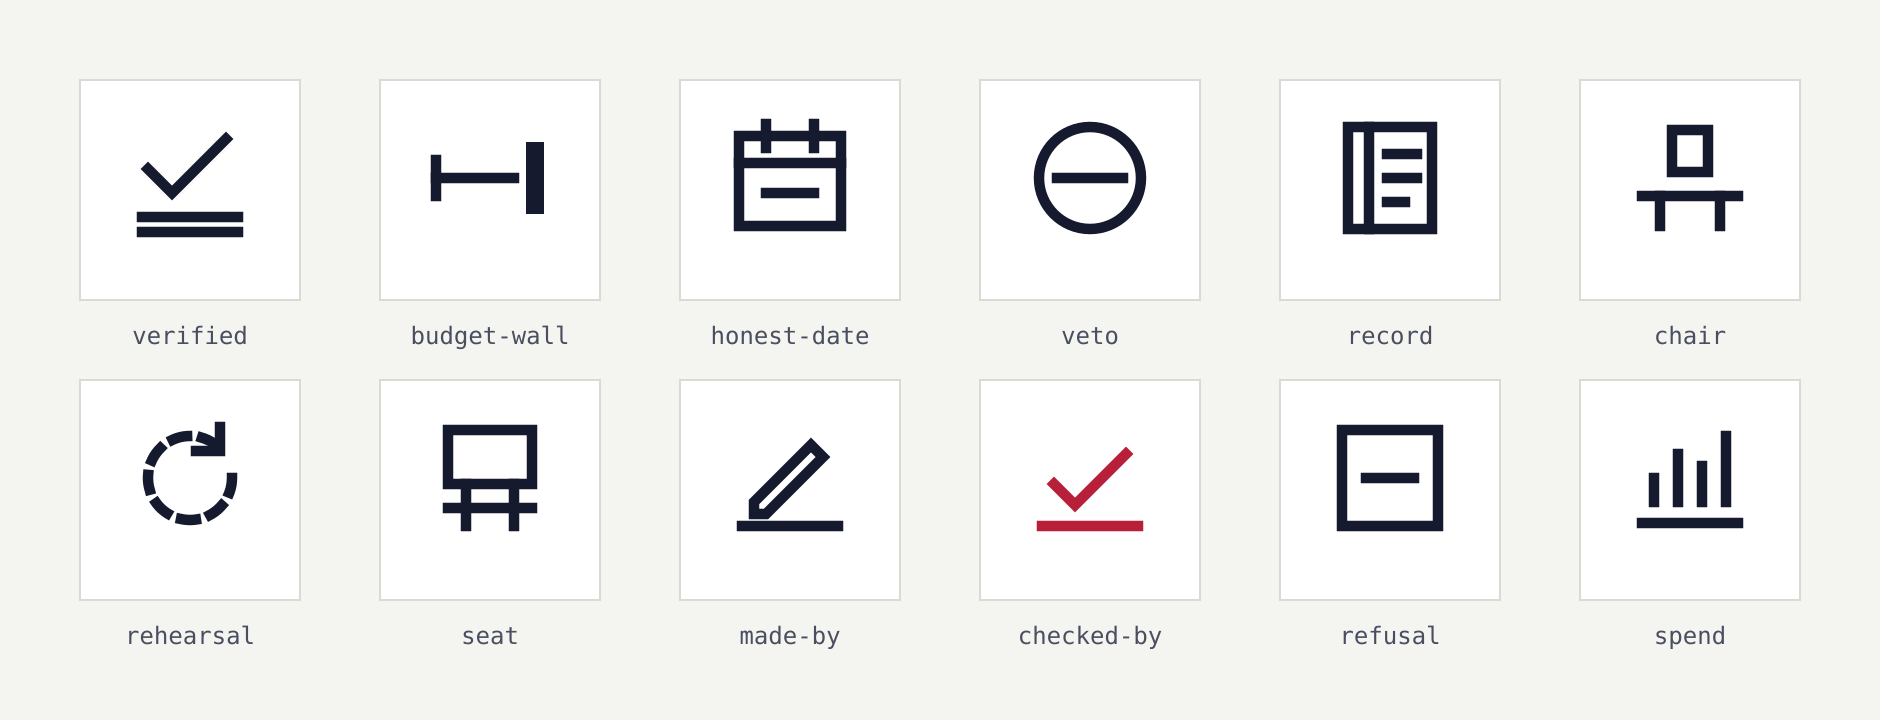 verified budget-wall honest-date veto record chair
rehearsal seat made-by checked-by refusal spend